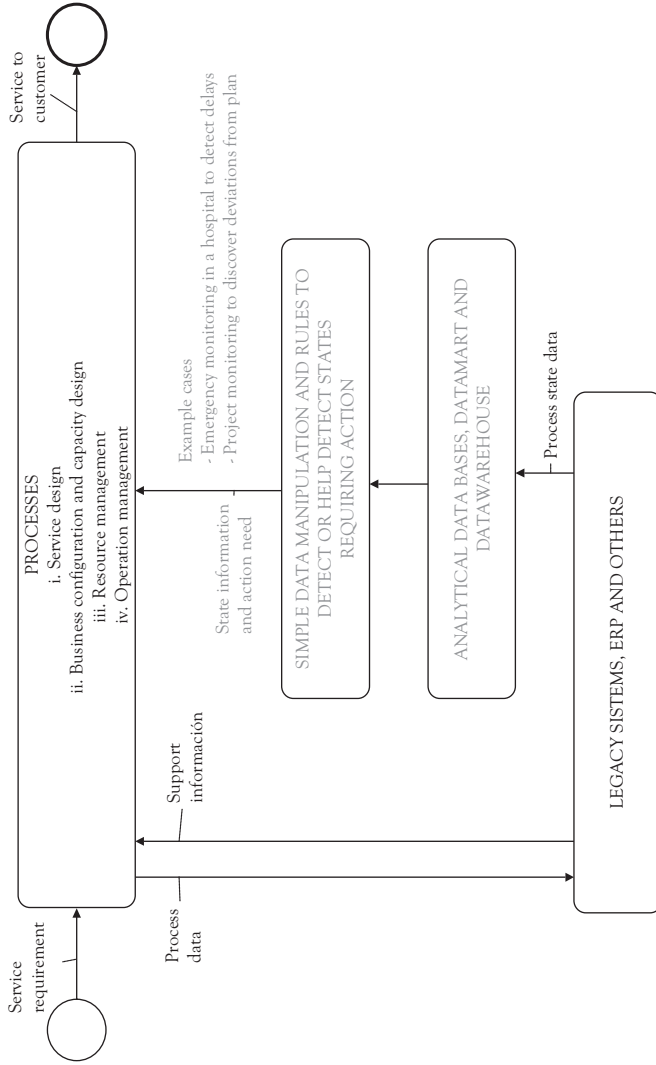 Service
requirement
Service to
customer
PROCESSES
i. Service design
ii. Business configuration and capacity design
iii. Resource management
iv. Operation management
Process
data
Support
información
State information
and action need
Example cases
- Emergency monitoring in a hospital to detect delays
- Project monitoring to discover deviations from plan
SIMPLE DATA MANIPULATION AND RULES TO
DETECT OR HELP DETECT STATES
REQUIRING ACTION
ANALYTICAL DATA BASES, DATAMART AND
DATAWAREHOUSE
Process state data
LEGACY SISTEMS, ERP AND OTHERS